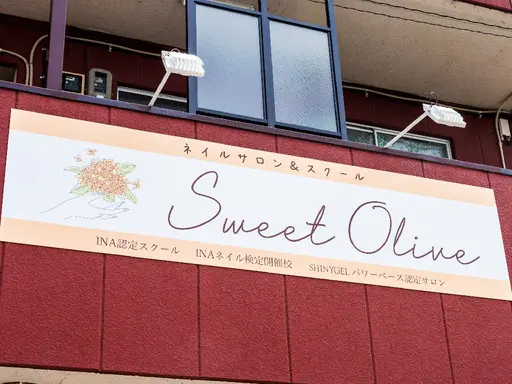 ネイルサロン&スクール
Sweet Olive
INA認定スクール INAネイル検定開催校 SHINYGEL バリーベース認定サロン